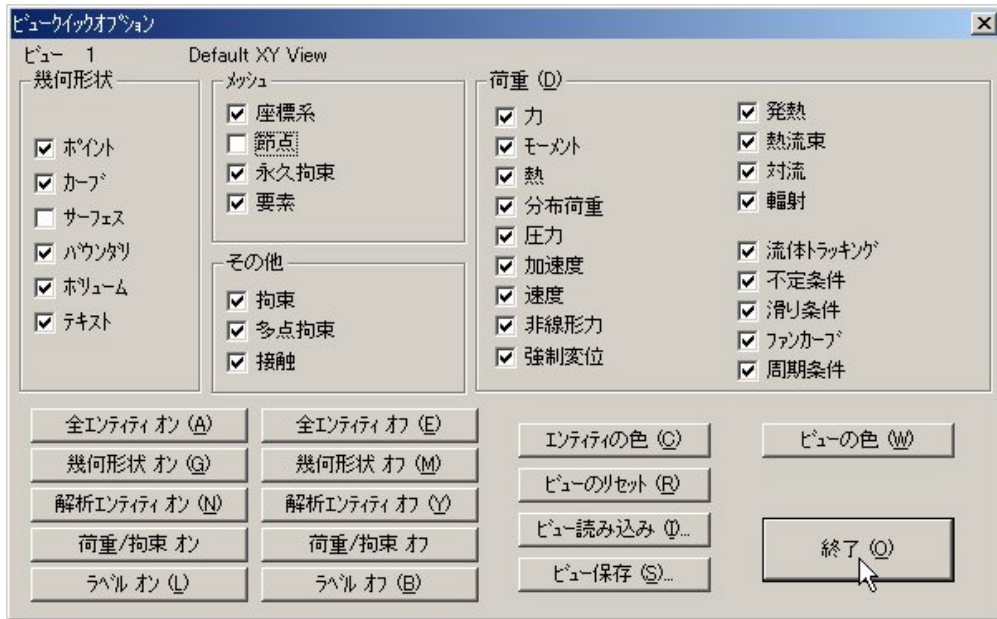 ﾋﾞｭｰｸｲｯｸｵﾌﾟｼｮﾝ
ﾋﾞｭｰ 1 Default XY View
幾何形状
ﾎﾟｲﾝﾄ
ｶｰﾌﾞ
ｻｰﾌｪｽ
ﾊﾞｳﾝﾀﾞﾘ
ﾎﾞﾘｭｰﾑ
ﾃｷｽﾄ
ﾒｯｼｭ
座標系
節点
永久拘束
要素
その他
拘束
多点拘束
接触
荷重 (D)
力
ﾓｰﾒﾝﾄ
熱
分布荷重
圧力
加速度
速度
非線形力
強制変位
発熱
熱流束
対流
輻射
流体ﾄﾗｯｷﾝｸﾞ
不定条件
滑り条件
ﾌｧﾝｶｰﾌﾞ
周期条件
全ｴﾝﾃｨﾃｨ ｵﾝ (A)
全ｴﾝﾃｨﾃｨ ｵﾌ (E)
幾何形状 ｵﾝ (G)
幾何形状 ｵﾌ (M)
解析ｴﾝﾃｨﾃｨ ｵﾝ (N)
解析ｴﾝﾃｨﾃｨ ｵﾌ (Y)
荷重/拘束 ｵﾝ
荷重/拘束 ｵﾌ
ﾗﾍﾞﾙ ｵﾝ (L)
ﾗﾍﾞﾙ ｵﾌ (B)
ｴﾝﾃｨﾃｨの色 (C)
ﾋﾞｭｰのﾘｾｯﾄ (R)
ﾋﾞｭｰ読み込み (I)...
ﾋﾞｭｰ保存 (S)...
ﾋﾞｭｰの色 (W)
終了 (O)